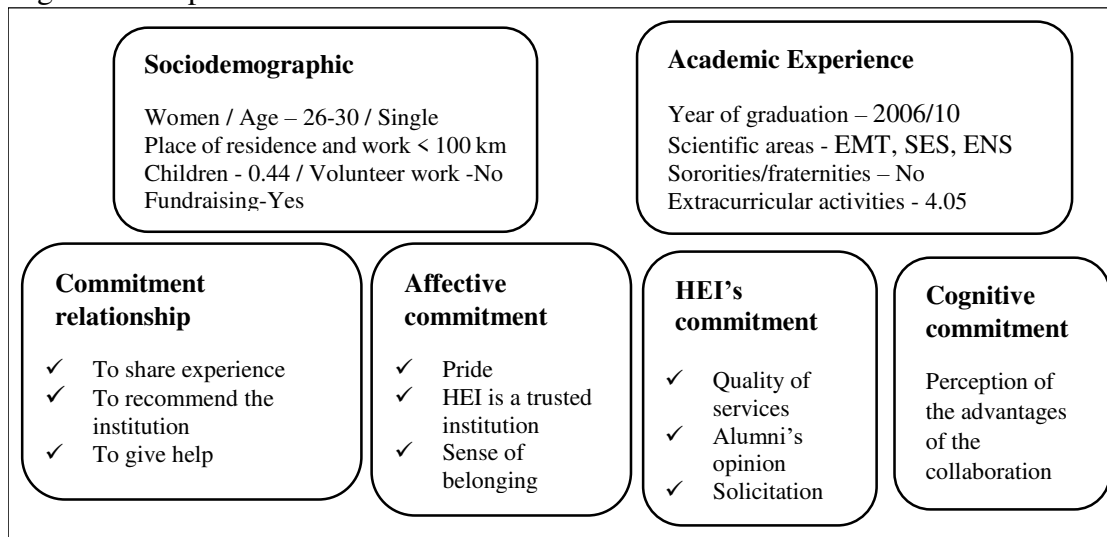 Sociodemographic
Women / Age – 26-30 / Single
Place of residence and work < 100 km
Children - 0.44 / Volunteer work -No
Fundraising-Yes
Academic Experience
Year of graduation – 2006/10
Scientific areas - EMT, SES, ENS
Sororities/fraternities – No
Extracurricular activities - 4.05
Commitment
relationship
✓ To share experience
✓ To recommend the
institution
✓ To give help
Affective
commitment
✓ Pride
✓ HEI is a trusted
institution
✓ Sense of
belonging
HEI’s
commitment
✓ Quality of
services
✓ Alumni’s
opinion
✓ Solicitation
Cognitive
commitment
Perception of
the advantages
of the
collaboration